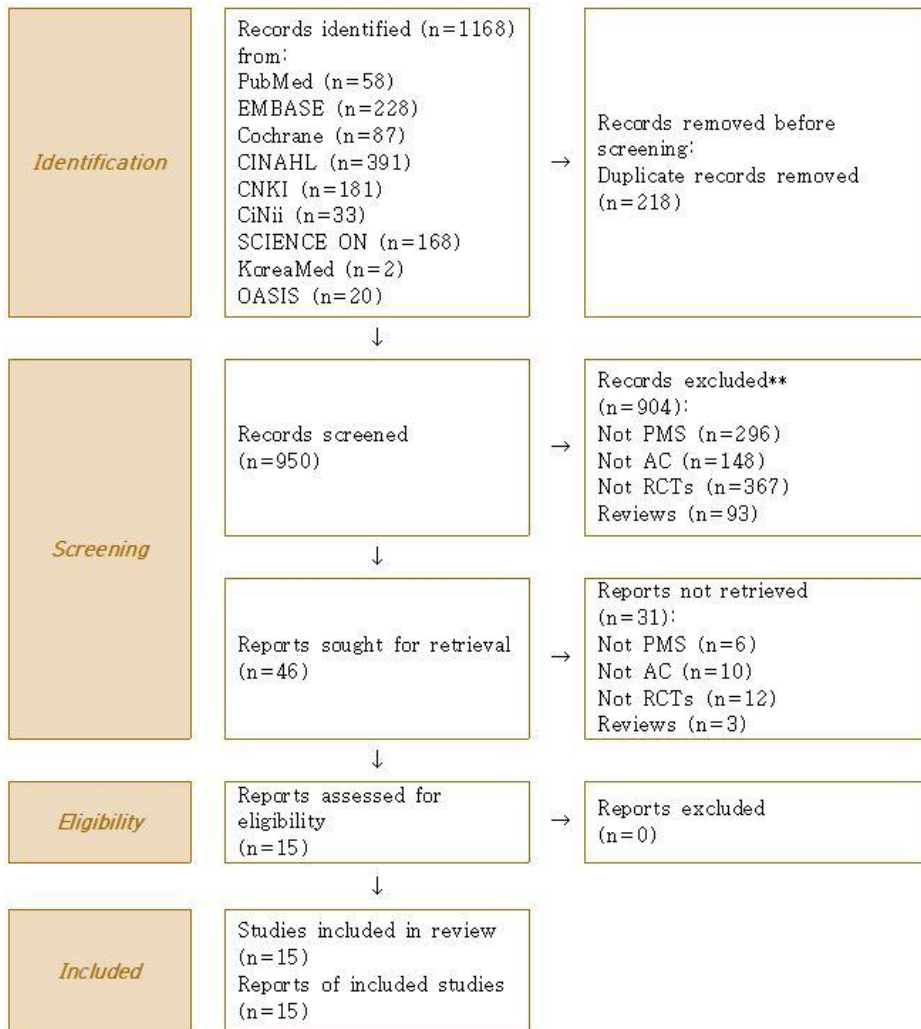 Identification
Records identified (n=1168)
from:
PubMed (n=58)
EMBASE (n=228)
Cochrane (n=87)
CINAHL (n=391)
CNKI (n=181)
CiNii (n=33)
SCIENCE ON (n=168)
KoreaMed (n=2)
OASIS (n=20)
→
Records removed before
screening:
Duplicate records removed
(n=218)
↓
Screening
Records screened
(n=950)
→
Records excluded**
(n=904):
Not PMS (n=296)
Not AC (n=148)
Not RCTs (n=367)
Reviews (n=93)
↓
Reports sought for retrieval
(n=46)
→
Reports not retrieved
(n=31):
Not PMS (n=6)
Not AC (n=10)
Not RCTs (n=12)
Reviews (n=3)
↓
Eligibility
Reports assessed for
eligibility
(n=15)
→
Reports excluded
(n=0)
↓
Included
Studies included in review
(n=15)
Reports of included studies
(n=15)